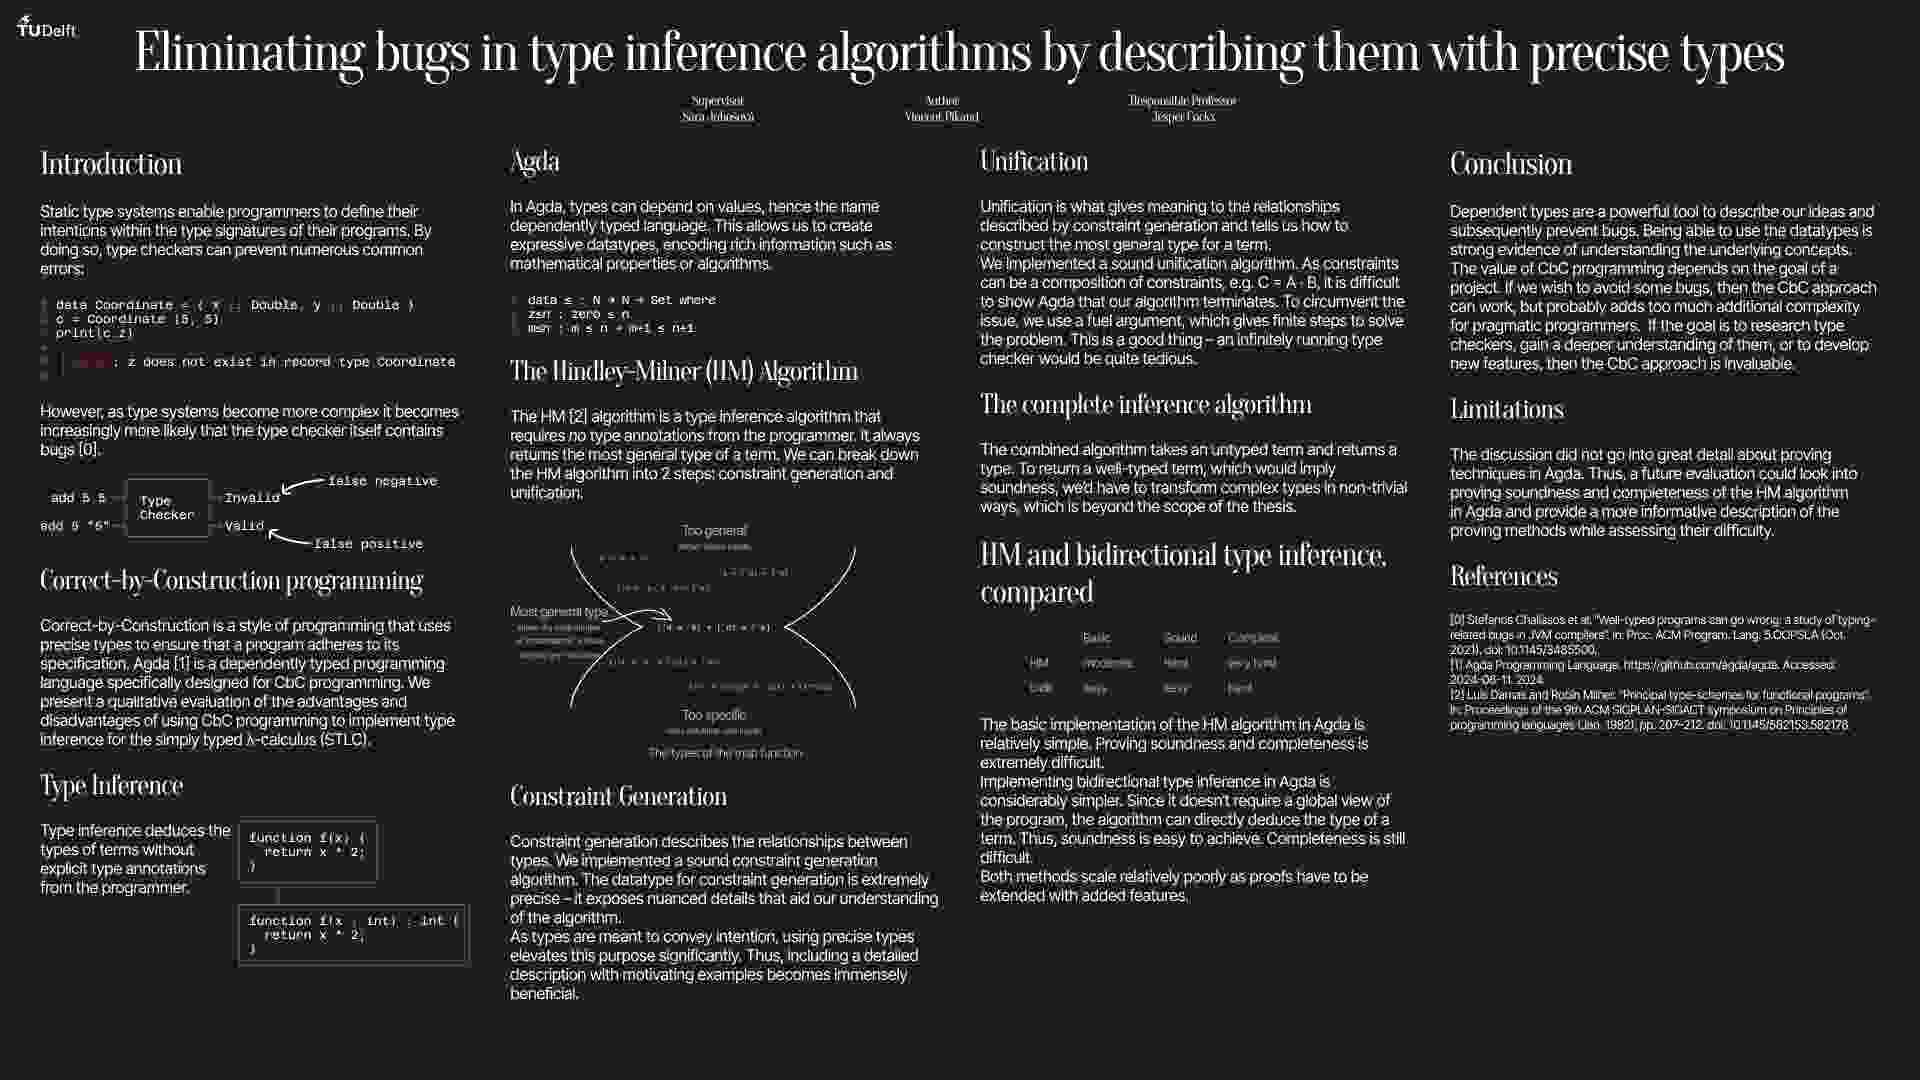 TUDelft
Eliminating bugs in type inference algorithms by describing them with precise types
Supervisor
Sára Juhošová
Author
Vincent Pikand
Responsible Professor
Jesper Cockx
Introduction
Static type systems enable programmers to define their
intentions within the type signatures of their programs. By
doing so, type checkers can prevent numerous common
errors:
data Coordinate = { x :: Double, y :: Double }
c = Coordinate (5, 5)
print(c.z)
: z does not exist in record type Coordinate
However, as type systems become more complex it becomes
increasingly more likely that the type checker itself contains
bugs [0].
add 5 5
add 5 "6"
Type
Checker
Invalid
Valid
false negative
false positive
Correct-by-Construction programming
Correct-by-Construction is a style of programming that uses
precise types to ensure that a program adheres to its
specification. Agda [1] is a dependently typed programming
language specifically designed for CbC programming. We
present a qualitative evaluation of the advantages and
disadvantages of using CbC programming to implement type
inference for the simply typed λ-calculus (STLC).
Type Inference
Type inference deduces the
types of terms without
explicit type annotations
from the programmer.
function f(x) {
return x * 2;
}
function f(x : int) : int {
return x * 2;
}
Agda
In Agda, types can depend on values, hence the name
dependently typed language. This allows us to create
expressive datatypes, encoding rich information such as
mathematical properties or algorithms.
data ≤ : N → N → Set where
z≤n : zero ≤ n
m≤n : m ≤ n → m+1 ≤ n+1
The Hindley-Milner (HM) Algorithm
The HM [2] algorithm is a type inference algorithm that
requires no type annotations from the programmer. It always
returns the most general type of a term. We can break down
the HM algorithm into 2 steps: constraint generation and
unification.
Too general
Most general type
Too specific
The types of the map function
Constraint Generation
Constraint generation describes the relationships between
types. We implemented a sound constraint generation
algorithm. The datatype for constraint generation is extremely
precise – it exposes nuanced details that aid our understanding
of the algorithm.
As types are meant to convey intention, using precise types
elevates this purpose significantly. Thus, including a detailed
description with motivating examples becomes immensely
beneficial.
Unification
Unification is what gives meaning to the relationships
described by constraint generation and tells us how to
construct the most general type for a term.
We implemented a sound unification algorithm. As constraints
can be a composition of constraints, e.g. C = A ∘ B, it is difficult
to show Agda that our algorithm terminates. To circumvent the
issue, we use a fuel argument, which gives finite steps to solve
the problem. This is a good thing – an infinitely running type
checker would be quite tedious.
The complete inference algorithm
The combined algorithm takes an untyped term and returns a
type. To return a well-typed term, which would imply
soundness, we'd have to transform complex types in non-trivial
ways, which is beyond the scope of the thesis.
HM and bidirectional type inference,
compared
Basic Sound Complete
HM Moderate Hard Very hard
Easy Easy Hard
The basic implementation of the HM algorithm in Agda is
relatively simple. Proving soundness and completeness is
extremely difficult.
Implementing bidirectional type inference in Agda is
considerably simpler. Since it doesn't require a global view of
the program, the algorithm can directly deduce the type of a
term. Thus, soundness is easy to achieve. Completeness is still
difficult.
Both methods scale relatively poorly as proofs have to be
extended with added features.
Conclusion
Dependent types are a powerful tool to describe our ideas and
subsequently prevent bugs. Being able to use the datatypes is
strong evidence of understanding the underlying concepts.
The value of CbC programming depends on the goal of a
project. If we wish to avoid some bugs, then the CbC approach
can work, but probably adds too much additional complexity
for pragmatic programmers. If the goal is to research type
checkers, gain a deeper understanding of them, or to develop
new features, then the CbC approach is invaluable.
Limitations
The discussion did not go into great detail about proving
techniques in Agda. Thus, a future evaluation could look into
proving soundness and completeness of the HM algorithm
in Agda and provide a more informative description of the
proving methods while assessing their difficulty.
References
[0] Stefanos Chaliasos et al. "Well-typed programs can go wrong: a study of typing-
related bugs in JVM compilers". In: Proc. ACM Program. Lang. 5.OOPSLA (Oct.
2021). doi: 10.1145/3485500.
[1] Agda Programming Language. https://github.com/agda/agda. Accessed:
2024-06-11. 2024
[2] Luis Damas and Robin Milner. "Principal type-schemes for functional programs".
In: Proceedings of the 9th ACM SIGPLAN-SIGACT symposium on Principles of
programming languages (Jan. 1982), pp. 207–212. doi: 10.1145/582153.582176.